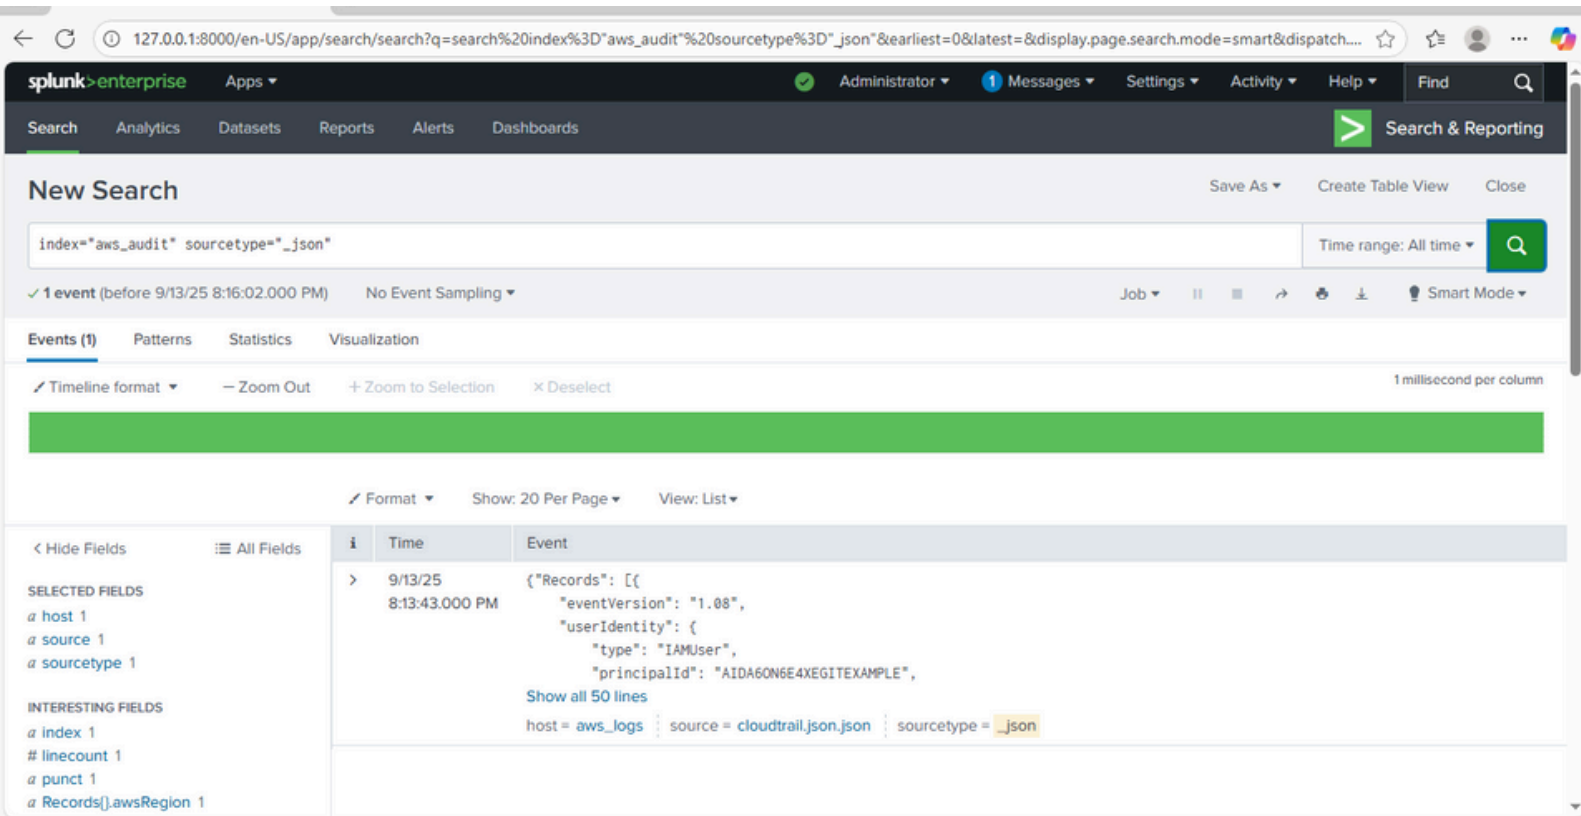 127.0.0.1:8000/en-US/app/search/search?q=search%20index%3D"aws_audit"%20sourcetype%3D"_json"&earliest=0&latest=&display.page.search.mode=smart&dispatch....
splunk>enterprise Apps Administrator 1 Messages Settings Activity Help Find
Search Analytics Datasets Reports Alerts Dashboards Search & Reporting
New Search Save As Create Table View Close
index="aws_audit" sourcetype="_json" Time range: All time
1 event (before 9/13/25 8:16:02.000 PM) No Event Sampling Job Smart Mode
Events (1) Patterns Statistics Visualization
Timeline format — Zoom Out + Zoom to Selection × Deselect 1 millisecond per column
Format Show: 20 Per Page View: List
< Hide Fields All Fields i Time Event
SELECTED FIELDS
a host 1
a source 1
a sourcetype 1
INTERESTING FIELDS
a index 1
# linecount 1
a punct 1
a Records{}.awsRegion 1
> 9/13/25
8:13:43.000 PM
{"Records": [{
"eventVersion": "1.08",
"userIdentity": {
"type": "IAMUser",
"principalId": "AIDA6ON6E4XEGITEXAMPLE",
Show all 50 lines
host = aws_logs source = cloudtrail.json.json sourcetype = _json